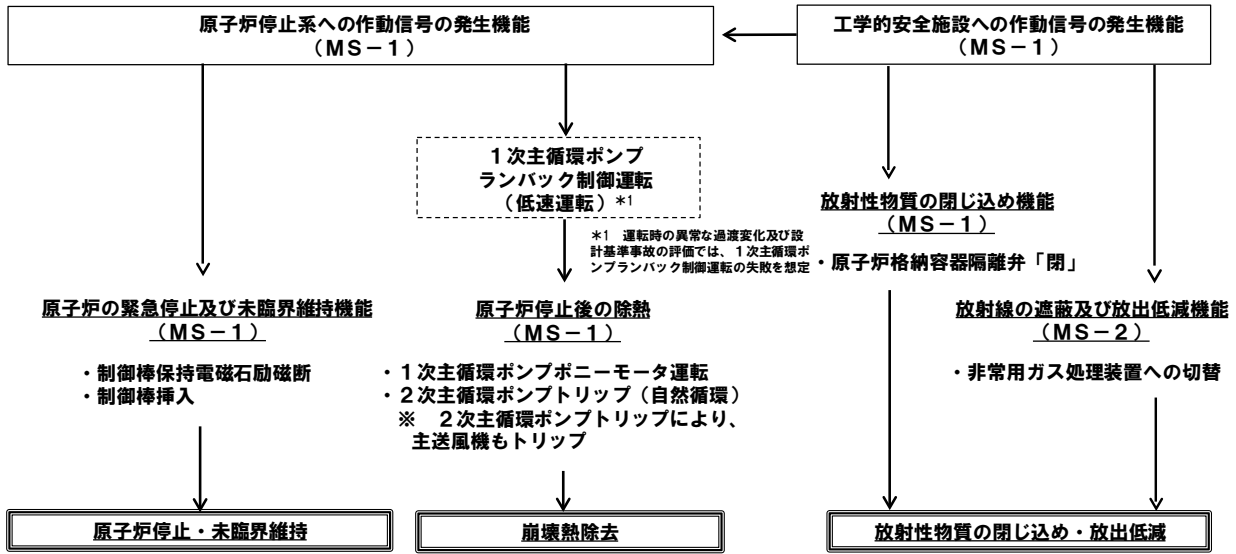 原子炉停止系への作動信号の発生機能
（ＭＳ－１）
工学的安全施設への作動信号の発生機能
（ＭＳ－１）
１次主循環ポンプ
ランバック制御運転
（低速運転）*1
*1　運転時の異常な過渡変化及び設
計基準事故の評価では、１次主循環ポ
ンプランバック制御運転の失敗を想定
放射性物質の閉じ込め機能
（ＭＳ－１）
・原子炉格納容器隔離弁「閉」
原子炉の緊急停止及び未臨界維持機能
（ＭＳ－１）
・制御棒保持電磁石励磁断
・制御棒挿入
原子炉停止後の除熱
（ＭＳ－１）
・１次主循環ポンプポニーモータ運転
・２次主循環ポンプトリップ（自然循環）
※　２次主循環ポンプトリップにより、
主送風機もトリップ
放射線の遮蔽及び放出低減機能
（ＭＳ－２）
・非常用ガス処理装置への切替
原子炉停止・未臨界維持
崩壊熱除去
放射性物質の閉じ込め・放出低減